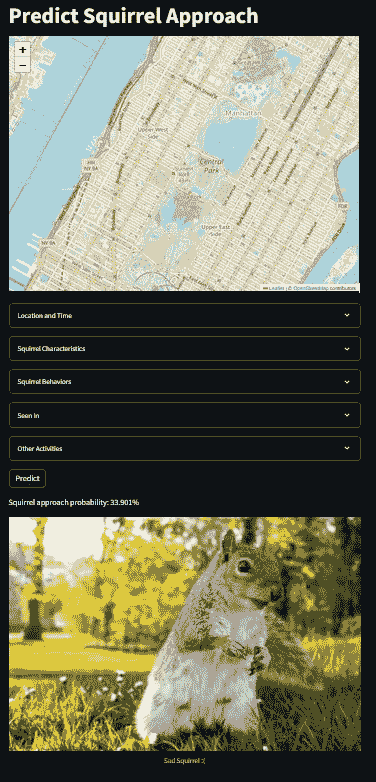 Predict Squirrel Approach
+
−
Manhattan
Upper West
Side
Central
Park
Upper East
Side
NY 9A
Leaflet | © OpenStreetMap contributors
Location and Time
Squirrel Characteristics
Squirrel Behaviors
Seen In
Other Activities
Predict
Squirrel approach probability: 33.901%
Sad Squirrel :(